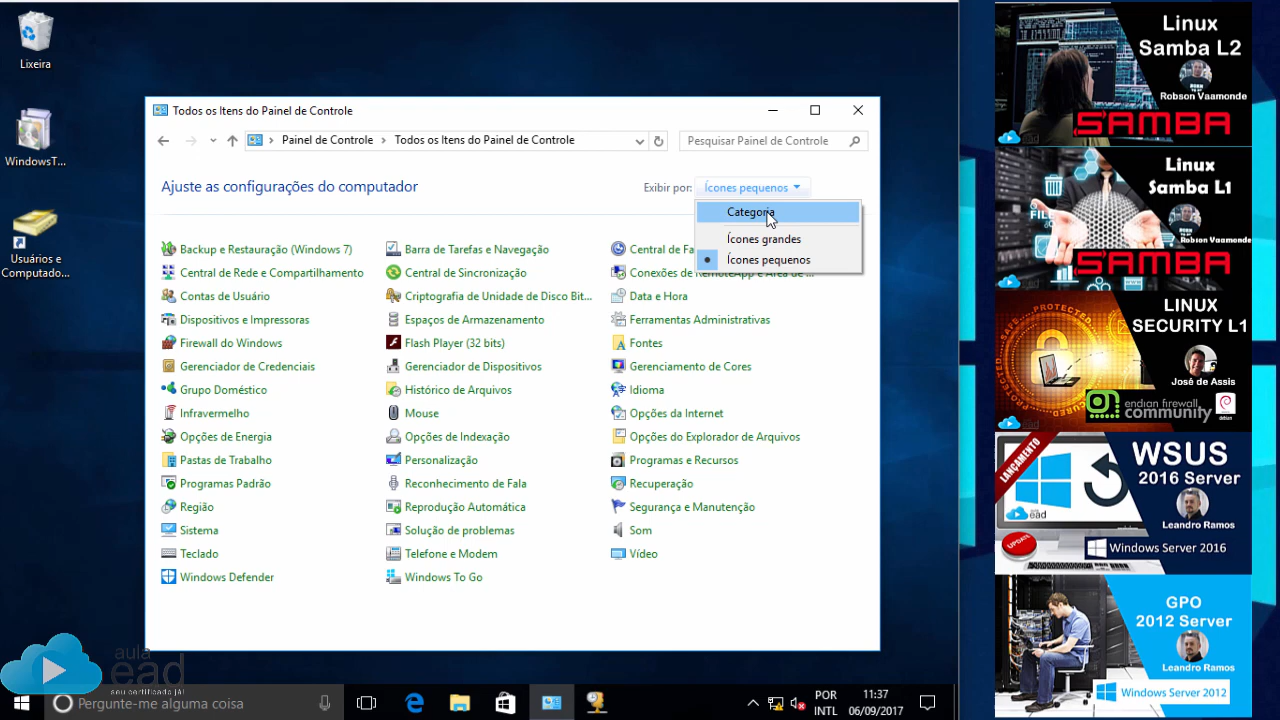 Lixeira
WindowsT...
Usuários e
Computado...
Todos os Itens do Painel de Controle
Painel de Controle
Todos os Itens do Painel de Controle
Pesquisar Painel de Controle
Ajuste as configurações do computador
Exibir por:
Ícones pequenos
Categoria
Ícones grandes
Ícones pequenos
Backup e Restauração (Windows 7)
Barra de Tarefas e Navegação
Central de Fa
Central de Rede e Compartilhamento
Central de Sincronização
Conexões de RemoteApp e Área de ...
Contas de Usuário
Criptografia de Unidade de Disco Bit...
Data e Hora
Dispositivos e Impressoras
Espaços de Armazenamento
Ferramentas Administrativas
Firewall do Windows
Flash Player (32 bits)
Fontes
Gerenciador de Credenciais
Gerenciador de Dispositivos
Gerenciamento de Cores
Grupo Doméstico
Histórico de Arquivos
Idioma
Infravermelho
Mouse
Opções da Internet
Opções de Energia
Opções de Indexação
Opções do Explorador de Arquivos
Pastas de Trabalho
Personalização
Programas e Recursos
Programas Padrão
Reconhecimento de Fala
Recuperação
Região
Reprodução Automática
Segurança e Manutenção
Sistema
Solução de problemas
Som
Teclado
Telefone e Modem
Vídeo
Windows Defender
Windows To Go
aula
ead
seu certificado já!
Pergunte-me alguma coisa
POR
INTL
11:37
06/09/2017
Linux
Samba L2
Robson Vaamonde
SAMBA
ead
Linux
Samba L1
FILE
Robson Vaamonde
SAMBA
ead
LINUX
SECURITY L1
José de Assis
endian firewall
community
debian
ead
LANÇAMENTO
WSUS
2016 Server
Leandro Ramos
ead
UPDATE
Windows Server 2016
GPO
2012 Server
Leandro Ramos
Windows Server 2012